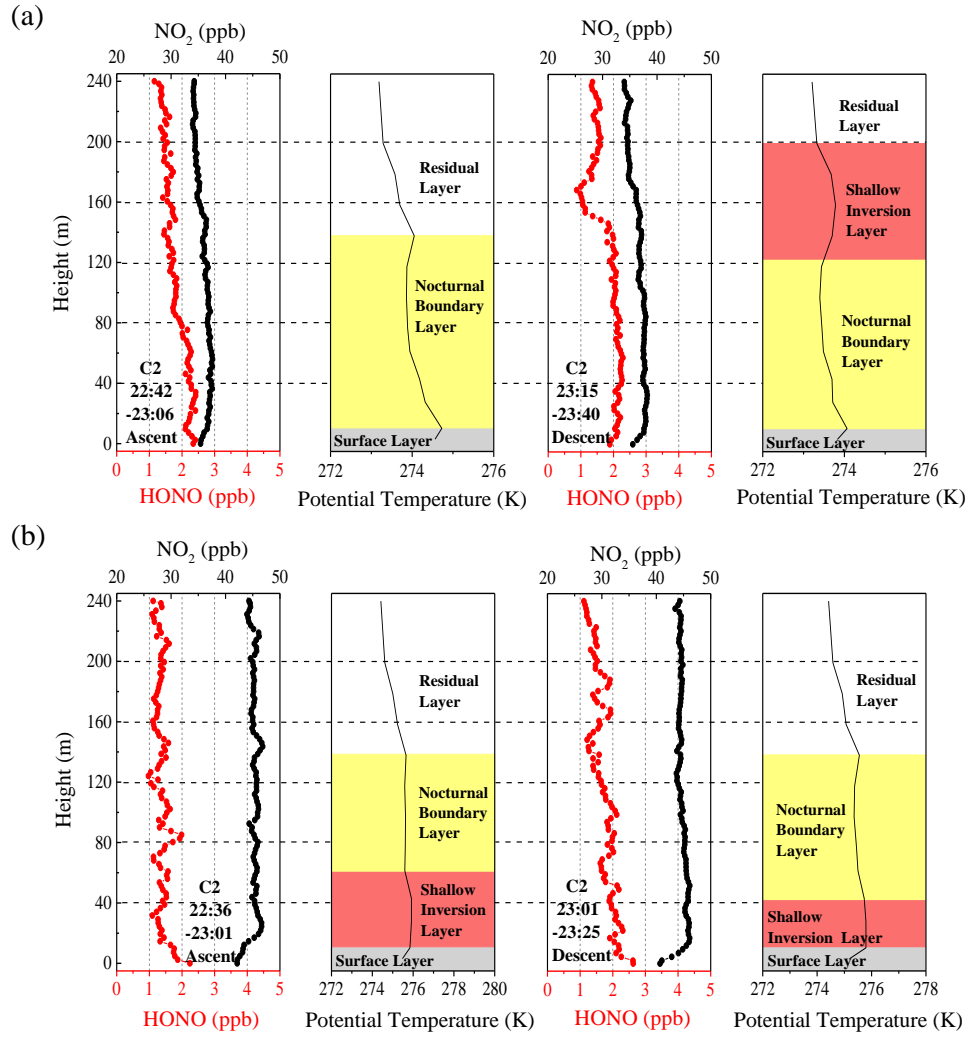 (a)
NO2 (ppb)
NO2 (ppb)
20 30 40 50
20 30 40 50
240
200
160
120
80
40
0
Height (m)
C2
22:42
-23:06
Ascent
0 1 2 3 4 5
HONO (ppb)
Residual
Layer
Nocturnal
Boundary
Layer
Surface Layer
272 274 276
Potential Temperature (K)
C2
23:15
-23:40
Descent
0 1 2 3 4 5
HONO (ppb)
Residual
Layer
Shallow
Inversion
Layer
Nocturnal
Boundary
Layer
Surface Layer
272 274 276
Potential Temperature (K)
(b)
NO2 (ppb)
NO2 (ppb)
20 30 40 50
20 30 40 50
240
200
160
120
80
40
0
Height (m)
C2
22:36
-23:01
Ascent
0 1 2 3 4 5
HONO (ppb)
Residual
Layer
Nocturnal
Boundary
Layer
Shallow
Inversion
Layer
Surface Layer
272 274 276 278 280
Potential Temperature (K)
C2
23:01
-23:25
Descent
0 1 2 3 4 5
HONO (ppb)
Residual
Layer
Nocturnal
Boundary
Layer
Shallow
Inversion Layer
Surface Layer
272 274 276 278
Potential Temperature (K)